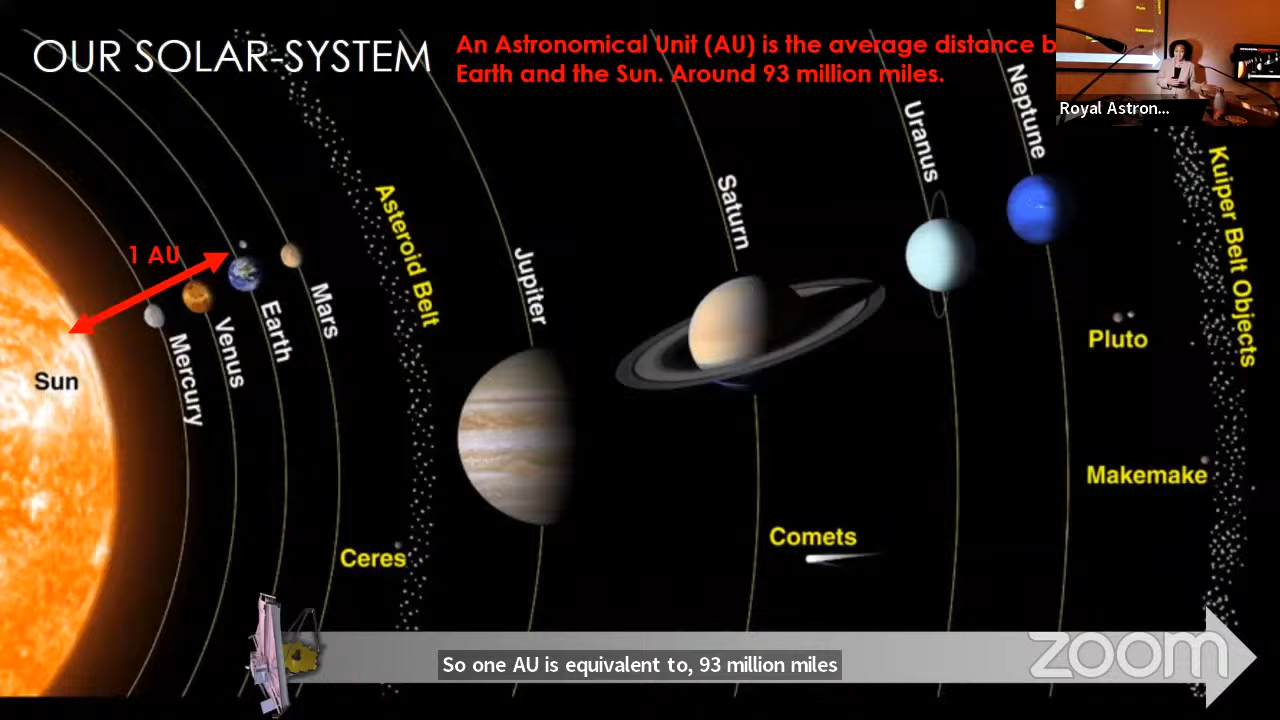 OUR SOLAR-SYSTEM
An Astronomical Unit (AU) is the average distance b
Earth and the Sun. Around 93 million miles.
Royal Astron...
1 AU
Sun
Mercury
Venus
Earth
Mars
Asteroid Belt
Ceres
Jupiter
Saturn
Comets
Uranus
Neptune
Pluto
Makemake
Kuiper Belt Objects
So one AU is equivalent to, 93 million miles
zoom